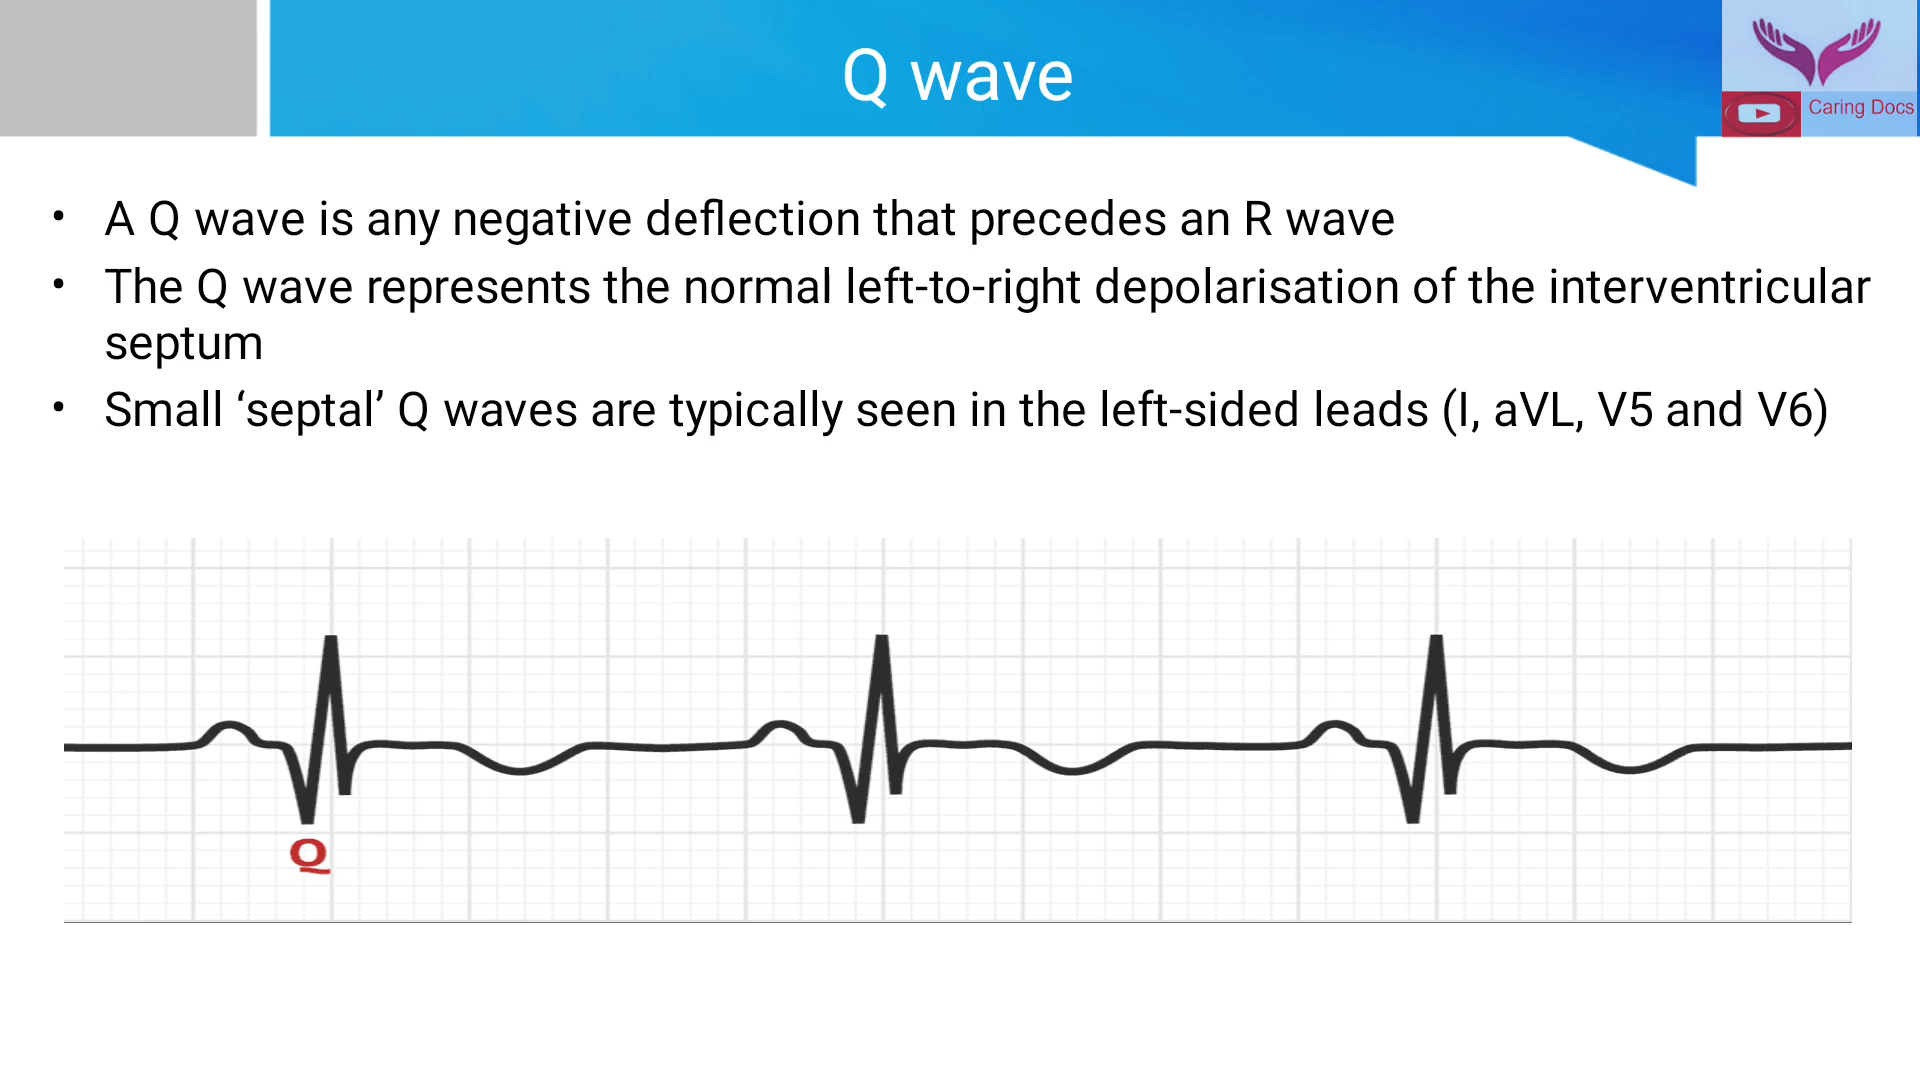 Q wave
Caring Docs
• A Q wave is any negative deflection that precedes an R wave
• The Q wave represents the normal left-to-right depolarisation of the interventricular
septum
• Small ‘septal’ Q waves are typically seen in the left-sided leads (I, aVL, V5 and V6)
Q